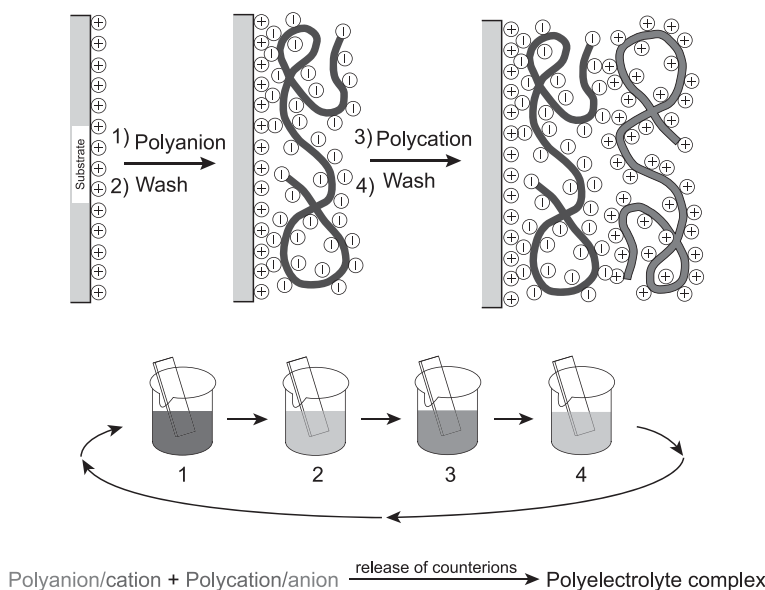 Substrate
1) Polyanion
2) Wash
3) Polycation
4) Wash
1
2
3
4
Polyanion/cation + Polycation/anion release of counterions Polyelectrolyte complex